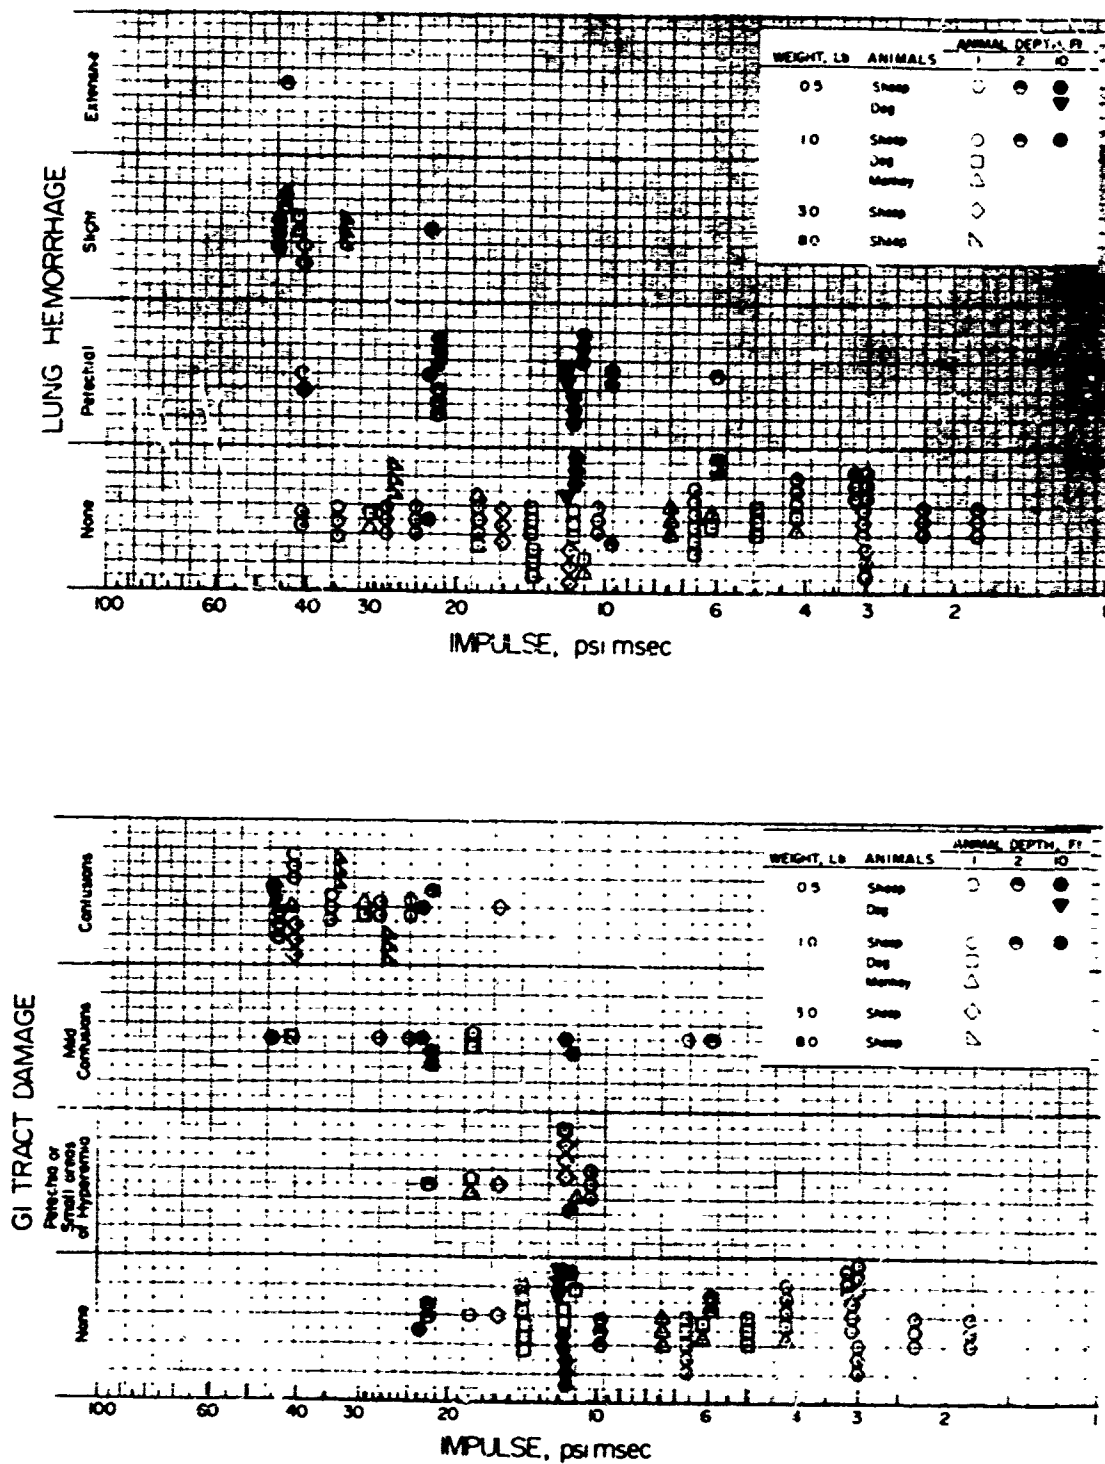 LUNG HEMORRHAGE
Extensive
Slight
Petechial
None
ANIMAL DEPTH, Ft
WEIGHT, Lb ANIMALS 1 2 10
0.5 Sheep
Dog
1.0 Sheep
Dog
Monkey
3.0 Sheep
8.0 Sheep
100 60 40 30 20 10 6 4 3 2 1
IMPULSE, psi msec
GI TRACT DAMAGE
Contusions
Mild
Contusions
Petechia or
Small areas
of Hyperemia
None
ANIMAL DEPTH, Ft
WEIGHT, Lb ANIMALS 1 2 10
0.5 Sheep
Dog
1.0 Sheep
Dog
Monkey
3.0 Sheep
8.0 Sheep
100 60 40 30 20 10 6 4 3 2 1
IMPULSE, psi msec